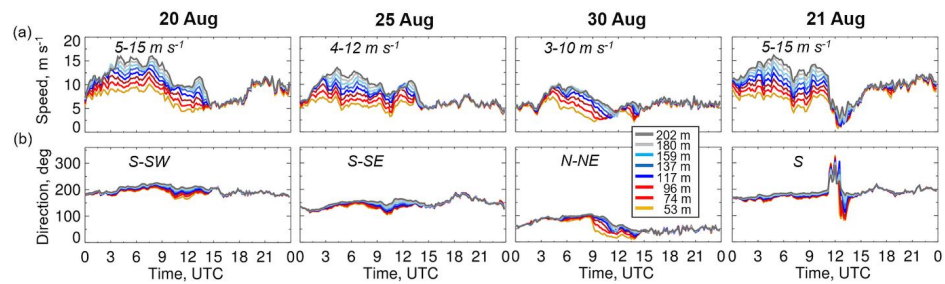 20 Aug 25 Aug 30 Aug 21 Aug
(a)
Speed, m s⁻¹
20
15
10
5
0
5-15 m s⁻¹ 4-12 m s⁻¹ 3-10 m s⁻¹ 5-15 m s⁻¹
(b)
Direction, deg
300
200
100
0
S-SW S-SE N-NE S
202 m
180 m
159 m
137 m
117 m
96 m
74 m
53 m
0 3 6 9 12 15 18 21 00 3 6 9 12 15 18 21 00 3 6 9 12 15 18 21 00 3 6 9 12 15 18 21 0
Time, UTC Time, UTC Time, UTC Time, UTC